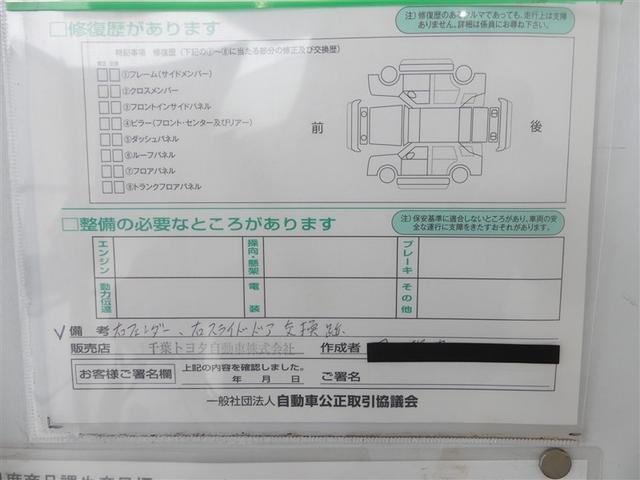 □修復歴があります
注）修復歴のあるクルマであっても、走行上は支障
ありません。詳細は係員にお尋ね下さい。
特記事項 修復歴（下記の①〜⑧に当たる部分の修正及び交換歴）
修正 交換
□□①フレーム（サイドメンバー）
□□②クロスメンバー
□□③フロントインサイドパネル
□□④ピラー（フロント・センター及びリアー）
□□⑤ダッシュパネル
□□⑥ルーフパネル
□□⑦フロアパネル
□□⑧トランクフロアパネル
前
後
□整備の必要なところがあります
注）保安基準に適合しないところがあり、車両の安
全な運行に支障をきたすおそれがあります。
エンジン
操向・懸架
ブレーキ
動力伝達
電装
その他
✓備考 右フェンダー、右スライドドア 交換跡
販売店 千葉トヨタ自動車株式会社 作成者
お客様ご署名欄
上記の内容を確認しました。
年 月 日 ご署名
一般社団法人 自動車公正取引協議会